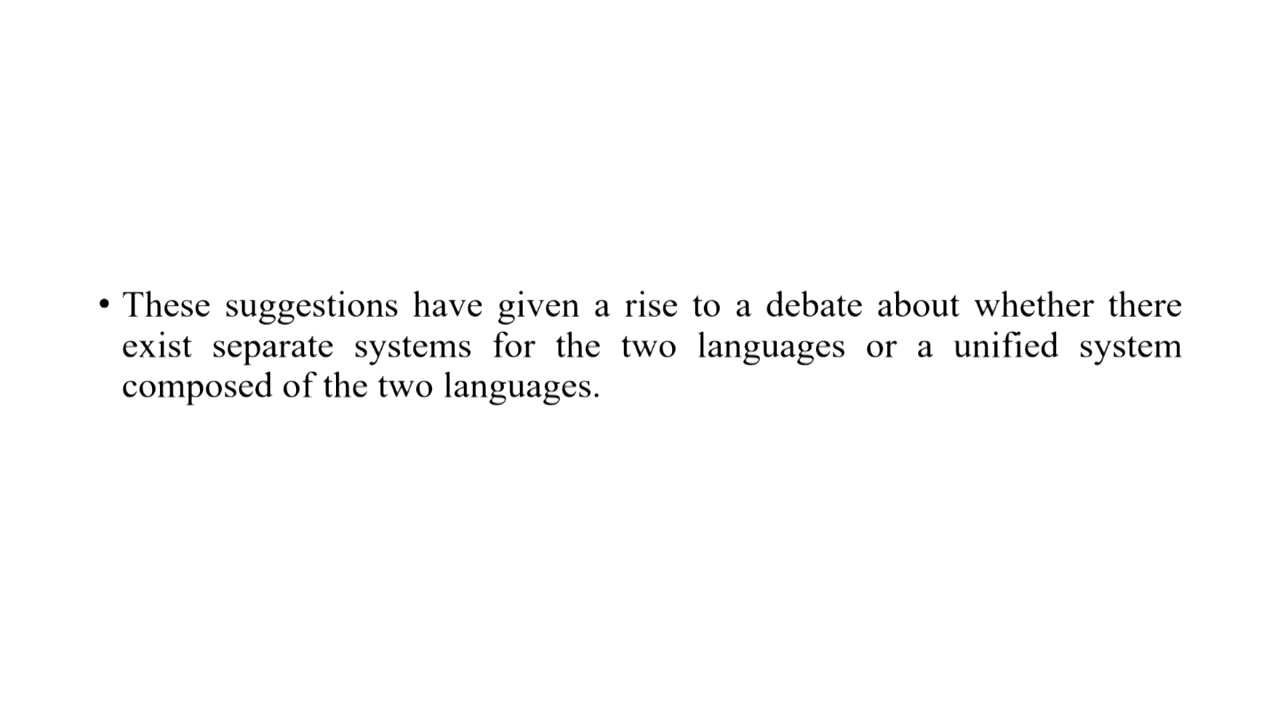 • These suggestions have given a rise to a debate about whether there
exist separate systems for the two languages or a unified system
composed of the two languages.